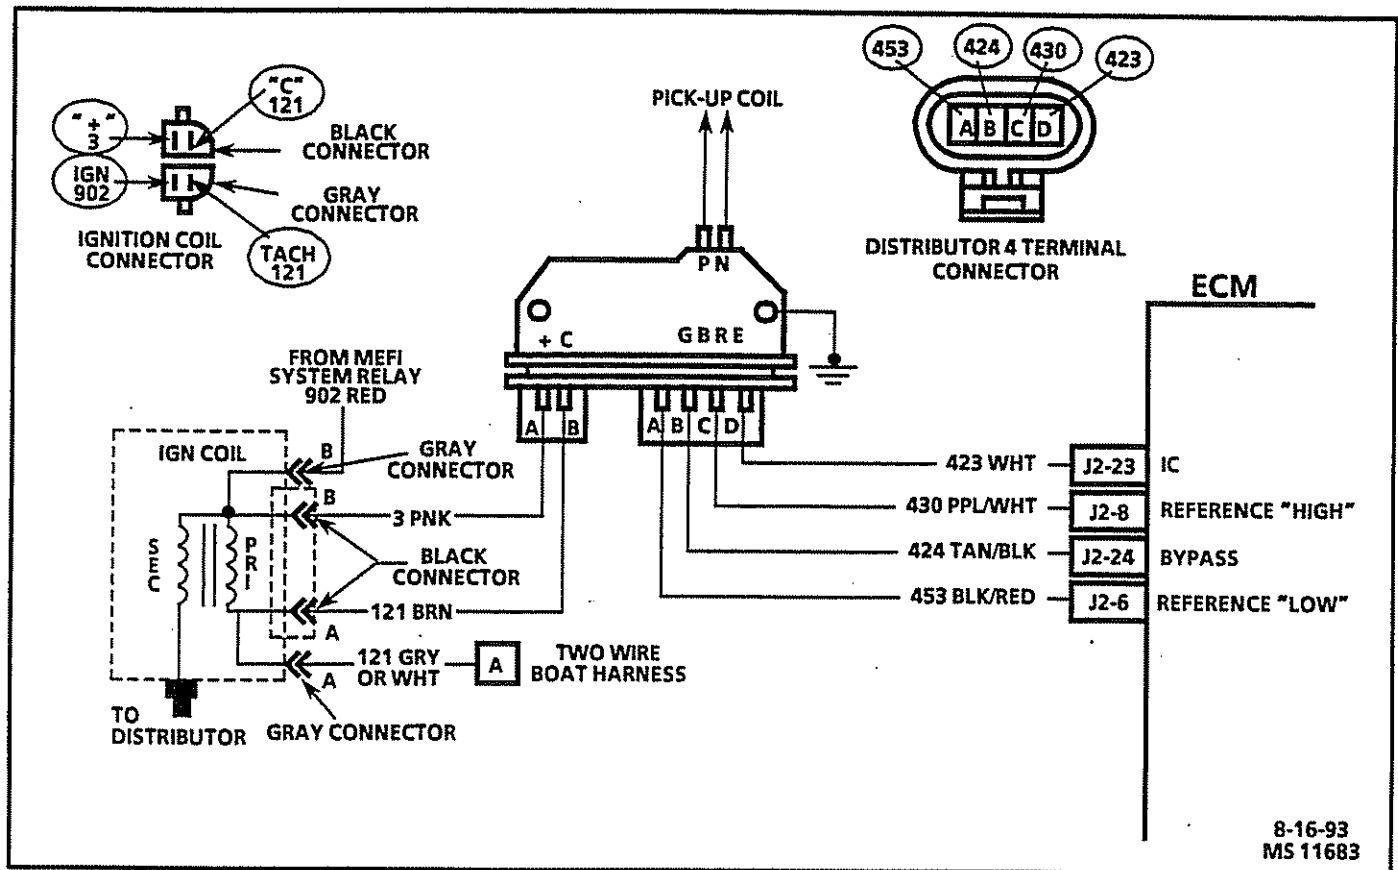 "C"
121
"+"
3
BLACK
CONNECTOR
IGN
902
GRAY
CONNECTOR
IGNITION COIL
CONNECTOR
TACH
121
PICK-UP COIL
453
424
430
423
A B C D
DISTRIBUTOR 4 TERMINAL
CONNECTOR
P N
+ C
G B R E
A B
A B C D
FROM MEFI
SYSTEM RELAY
902 RED
IGN COIL
B
GRAY
CONNECTOR
B
3 PNK
SEC
PRI
BLACK
CONNECTOR
121 BRN
A
121 GRY
OR WHT
A
A
TWO WIRE
BOAT HARNESS
TO
DISTRIBUTOR
GRAY CONNECTOR
ECM
423 WHT
J2-23
IC
430 PPL/WHT
J2-8
REFERENCE "HIGH"
424 TAN/BLK
J2-24
BYPASS
453 BLK/RED
J2-6
REFERENCE "LOW"
8-16-93
MS 11683